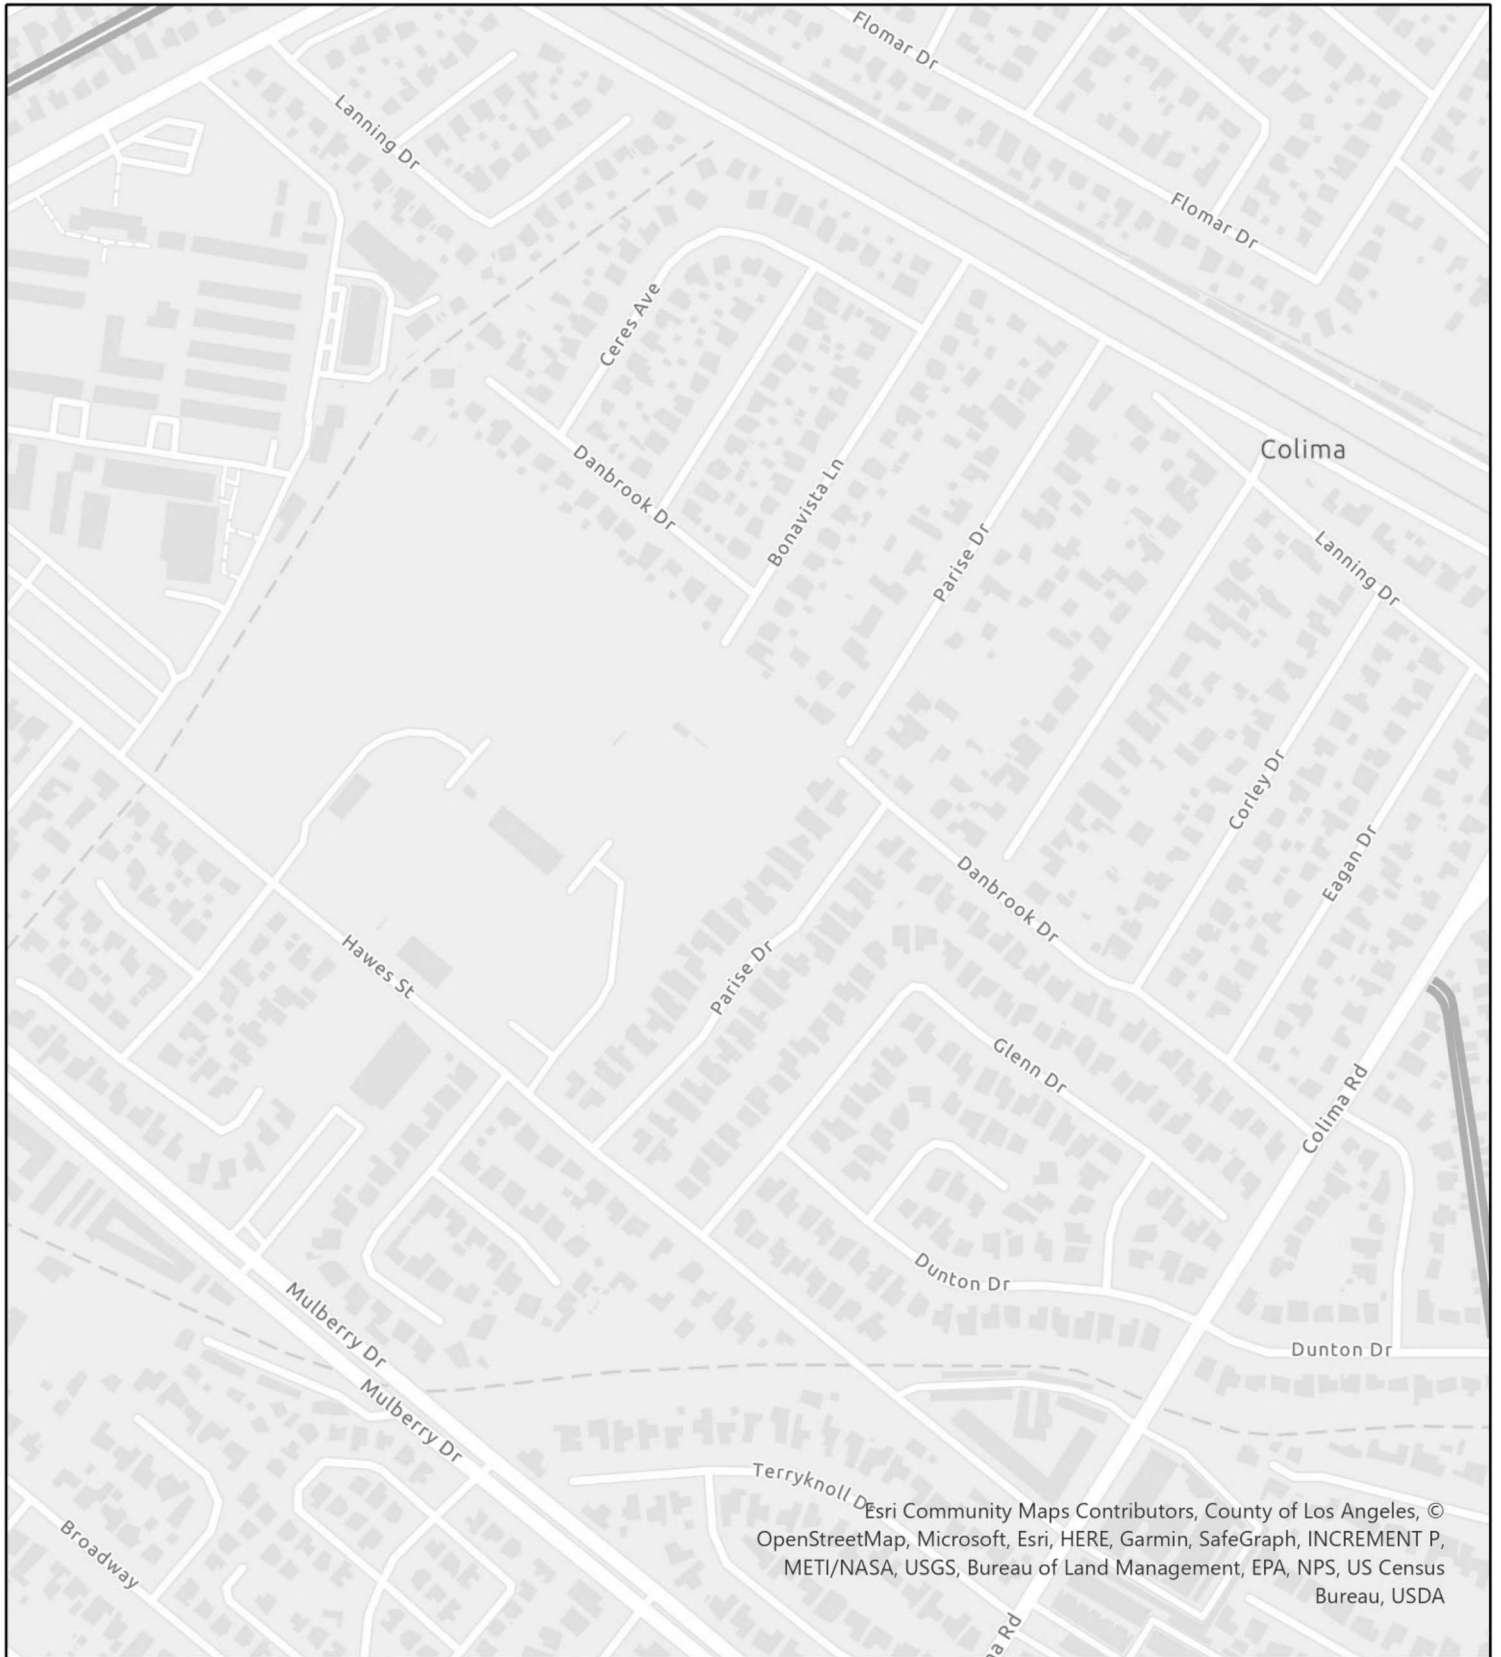 Flomar Dr
Lanning Dr
Flomar Dr
Ceres Ave
Colima
Danbrook Dr
Bonavista Ln
Parise Dr
Lanning Dr
Corley Dr
Eagan Dr
Danbrook Dr
Hawes St
Parise Dr
Glenn Dr
Colima Rd
Dunton Dr
Mulberry Dr
Dunton Dr
Mulberry Dr
Terryknoll Dr
Broadway
Esri Community Maps Contributors, County of Los Angeles, ©
OpenStreetMap, Microsoft, Esri, HERE, Garmin, SafeGraph, INCREMENT P,
METI/NASA, USGS, Bureau of Land Management, EPA, NPS, US Census
Bureau, USDA
a Rd